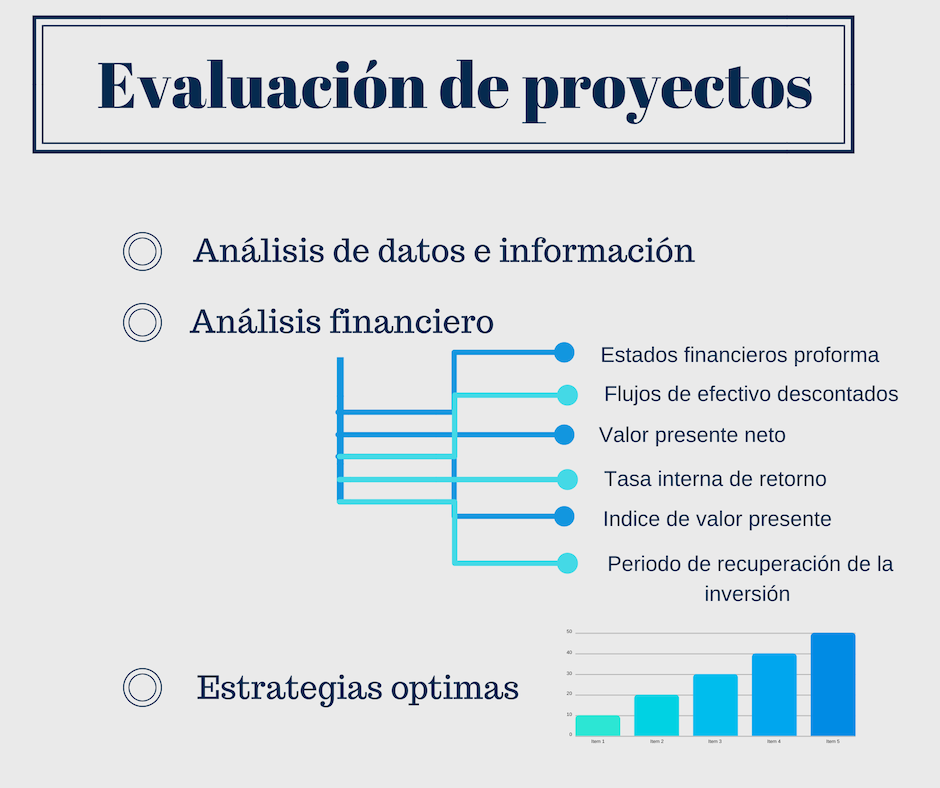 Evaluación de proyectos
Análisis de datos e información
Análisis financiero
Estados financieros proforma
Flujos de efectivo descontados
Valor presente neto
Tasa interna de retorno
Indice de valor presente
Periodo de recuperación de la
inversión
Estrategias optimas
50
40
30
20
10
0
Item 1 Item 2 Item 3 Item 4 Item 5